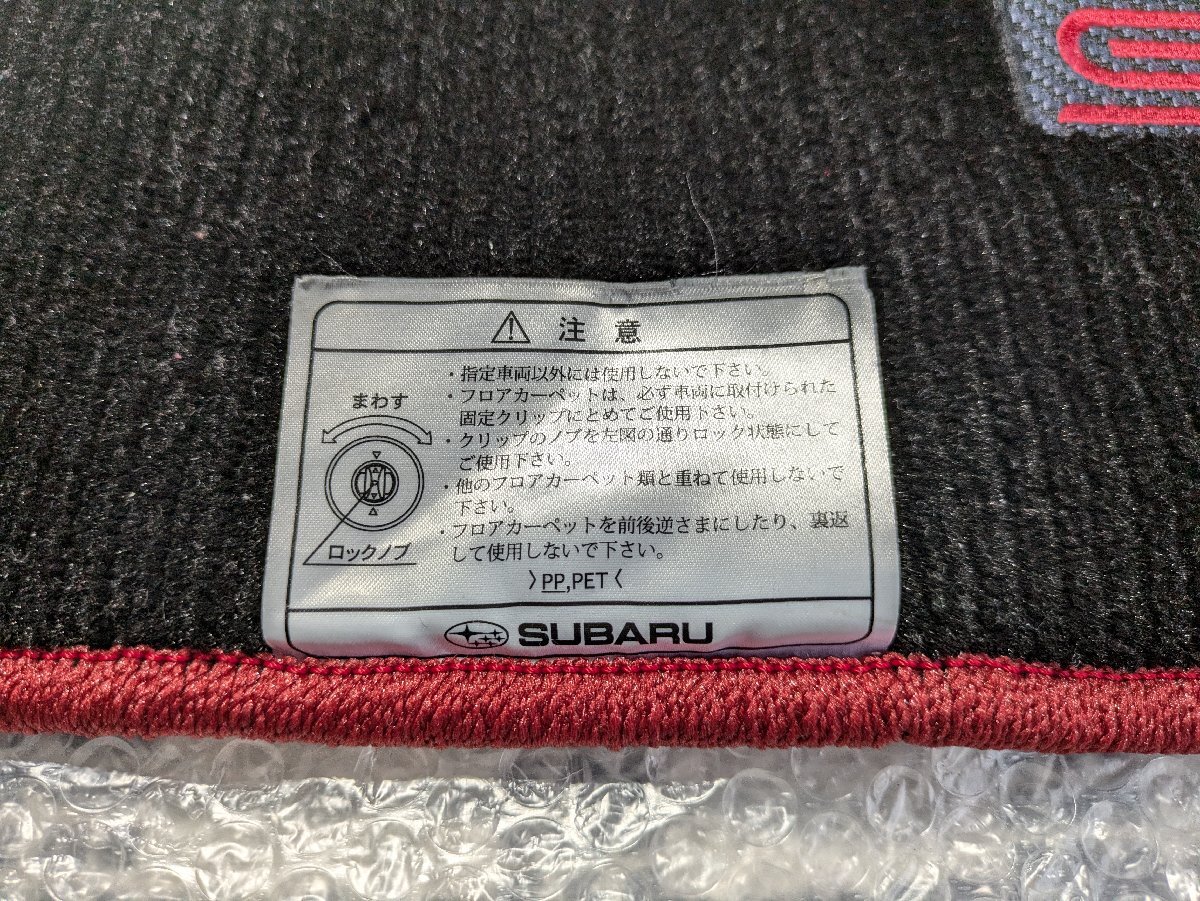 注意
まわす
ロックノブ
・指定車両以外には使用しないで下さい。
・フロアカーペットは、必ず車両に取付けられた
固定クリップにとめてご使用下さい。
・クリップのノブを左図の通りロック状態にして
ご使用下さい。
・他のフロアカーペット類と重ねて使用しないで
下さい。
・フロアカーペットを前後逆さまにしたり、裏返
して使用しないで下さい。
〉PP,PET〈
SUBARU